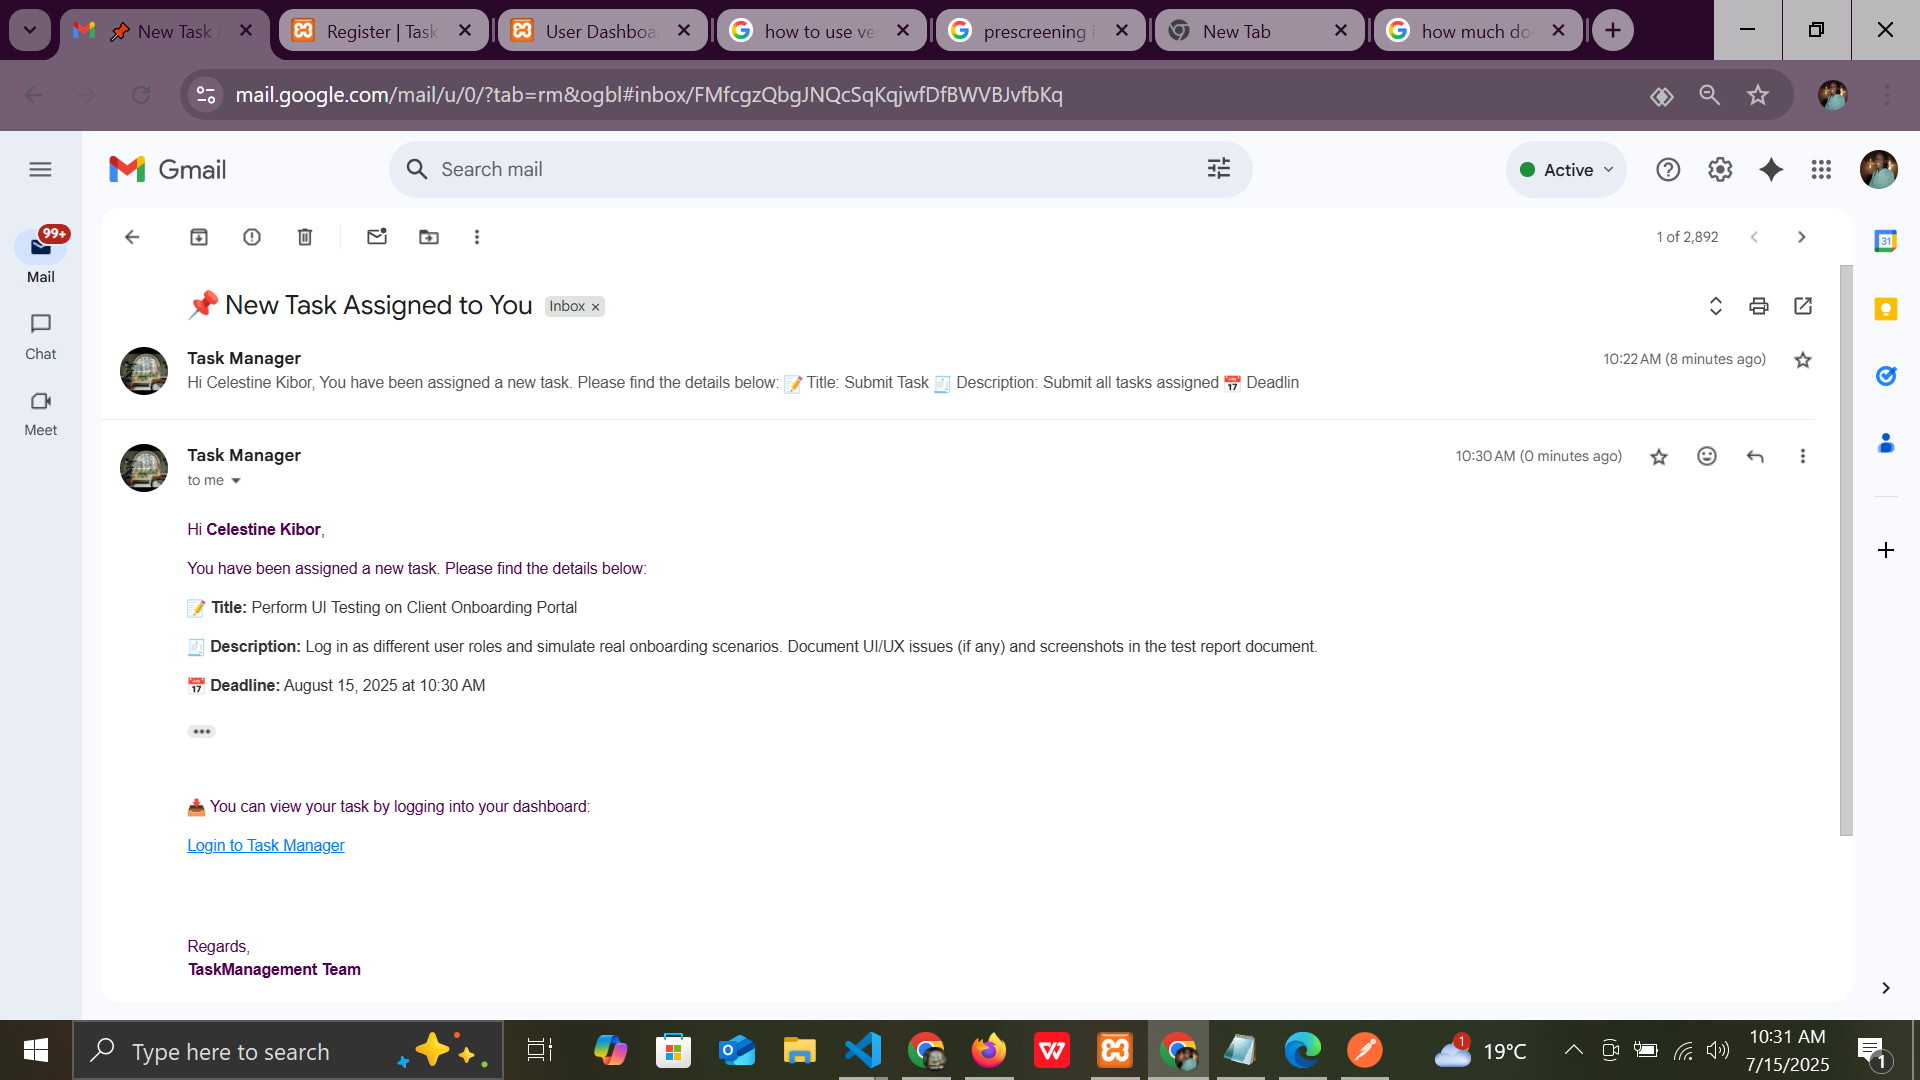 New Task A
Register | Task
User Dashboa
how to use ve
prescreening i
New Tab
how much do
mail.google.com/mail/u/0/?tab=rm&ogbl#inbox/FMfcgzQbgJNQcSqKqjwfDfBWVBJvfbKq
Gmail
Search mail
Active
99+
Mail
Chat
Meet
1 of 2,892
31
📌 New Task Assigned to You
Inbox ×
Task Manager
10:22 AM (8 minutes ago)
Hi Celestine Kibor, You have been assigned a new task. Please find the details below: 📝 Title: Submit Task 🧾 Description: Submit all tasks assigned 📅 Deadlin
Task Manager
10:30 AM (0 minutes ago)
to me
Hi Celestine Kibor,
You have been assigned a new task. Please find the details below:
📝 Title: Perform UI Testing on Client Onboarding Portal
🧾 Description: Log in as different user roles and simulate real onboarding scenarios. Document UI/UX issues (if any) and screenshots in the test report document.
📅 Deadline: August 15, 2025 at 10:30 AM
•••
📥 You can view your task by logging into your dashboard:
Login to Task Manager
Regards,
TaskManagement Team
Type here to search
1
19°C
10:31 AM
7/15/2025
1